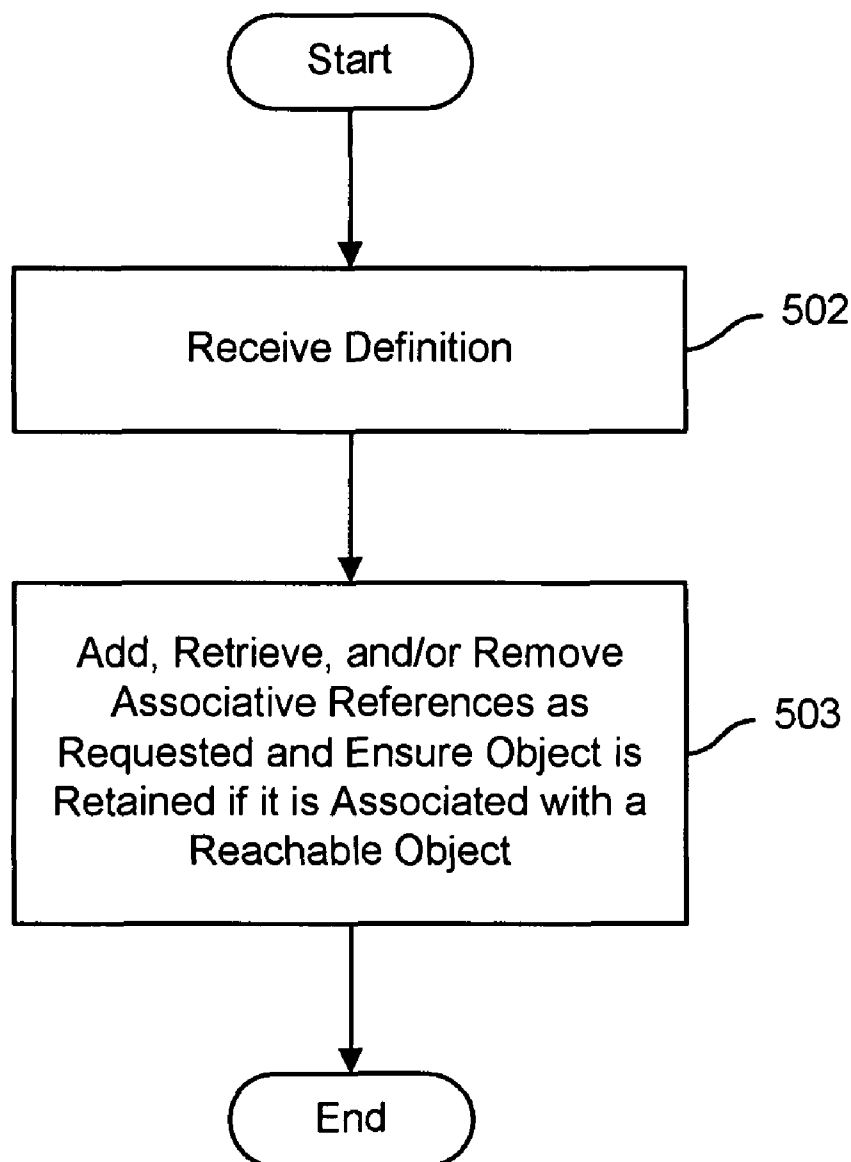 Start
Receive Definition
502
Add, Retrieve, and/or Remove
Associative References as
Requested and Ensure Object is
Retained if it is Associated with a
Reachable Object
503
End